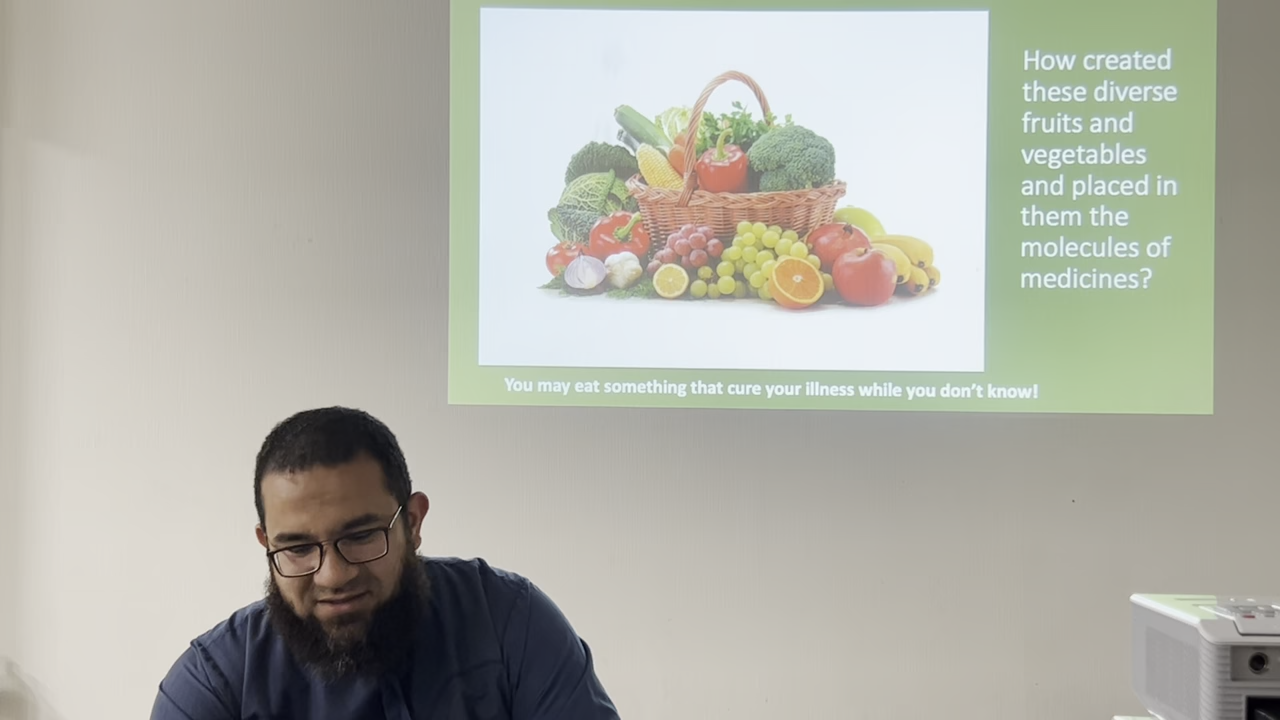 How created
these diverse
fruits and
vegetables
and placed in
them the
molecules of
medicines?
You may eat something that cure your illness while you don't know!